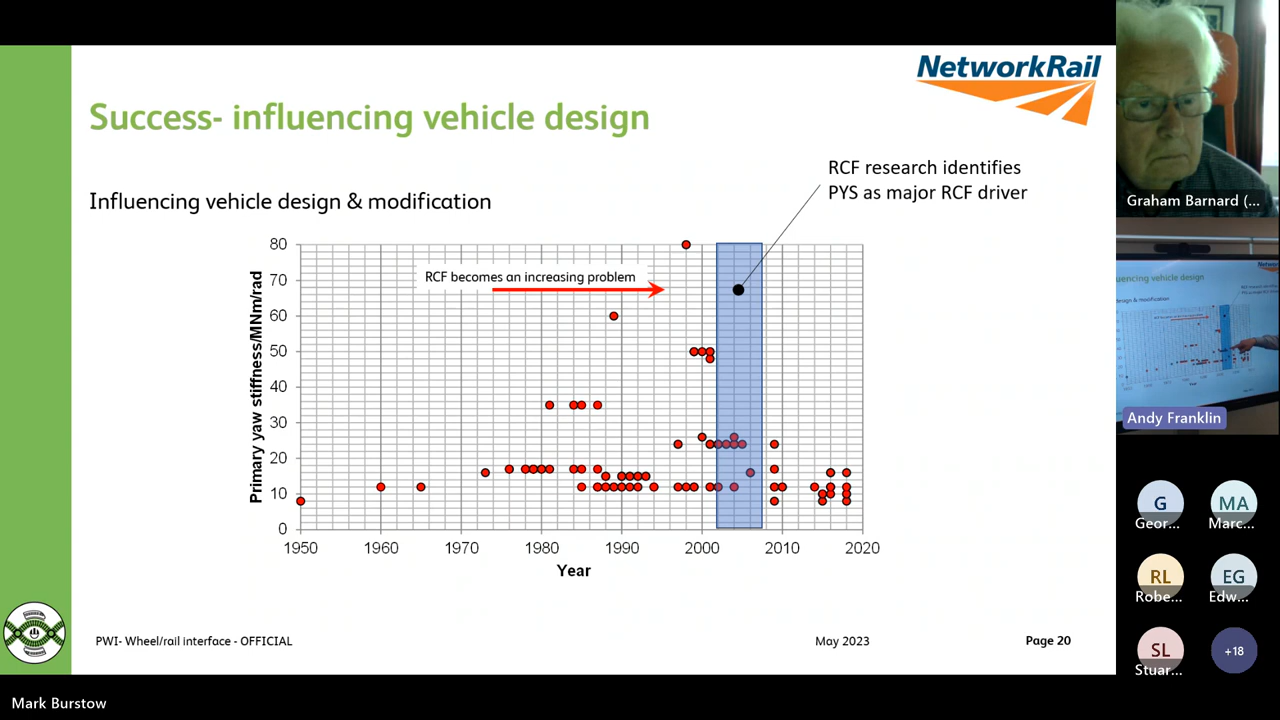 NetworkRail
Success- influencing vehicle design
RCF research identifies
PYS as major RCF driver
Influencing vehicle design & modification
Primary yaw stiffness/MNm/rad
80
70
60
50
40
30
20
10
0
RCF becomes an increasing problem
1950 1960 1970 1980 1990 2000 2010 2020
Year
PWI- Wheel/rail interface - OFFICIAL
May 2023
Page 20
Mark Burstow
Graham Barnard (...
Andy Franklin
G
Geor...
MA
Marc...
RL
Robe...
EG
Edw...
SL
Stuar...
+18